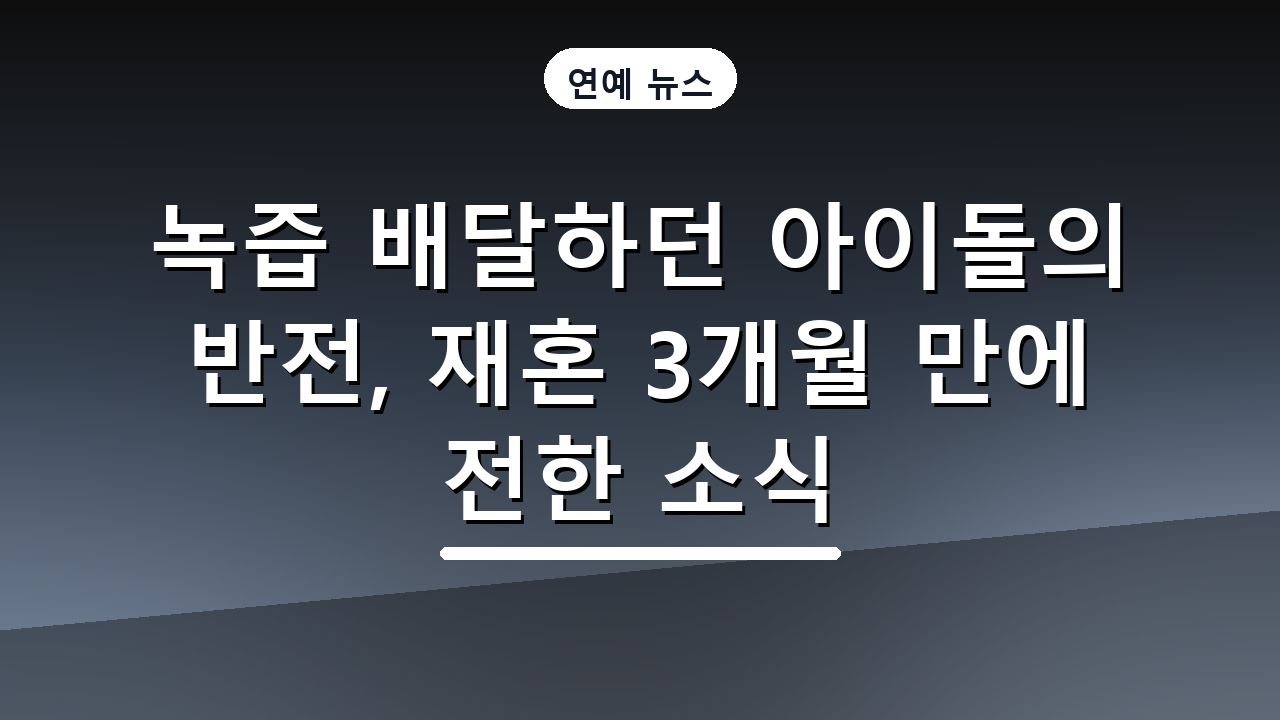 연예 뉴스
녹즙 배달하던 아이돌의
반전, 재혼 3개월 만에
전한 소식